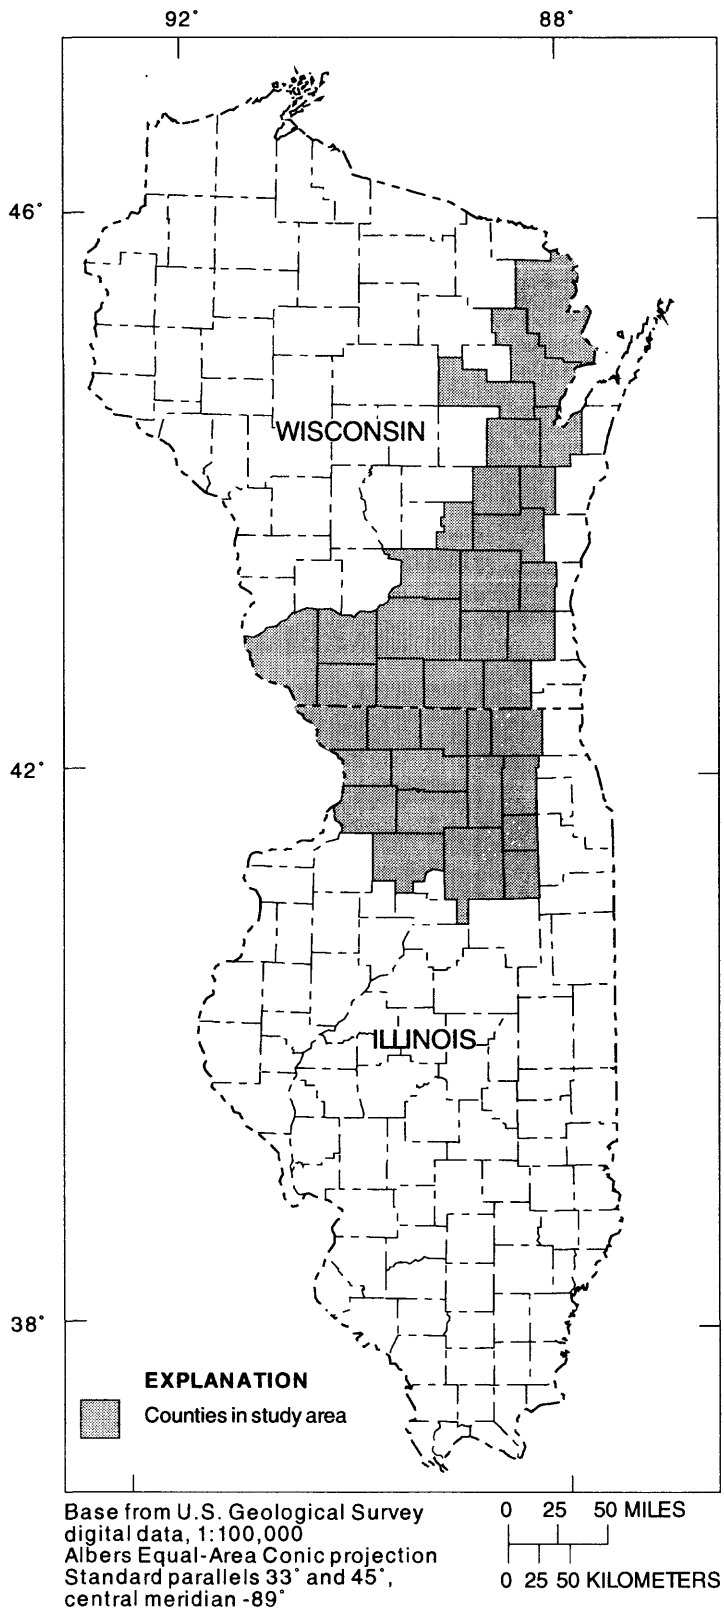 92° 88°
46°
WISCONSIN
42°
ILLINOIS
38°
EXPLANATION
Counties in study area
Base from U.S. Geological Survey
digital data, 1:100,000
Albers Equal-Area Conic projection
Standard parallels 33° and 45°,
central meridian -89°
0 25 50 MILES
0 25 50 KILOMETERS